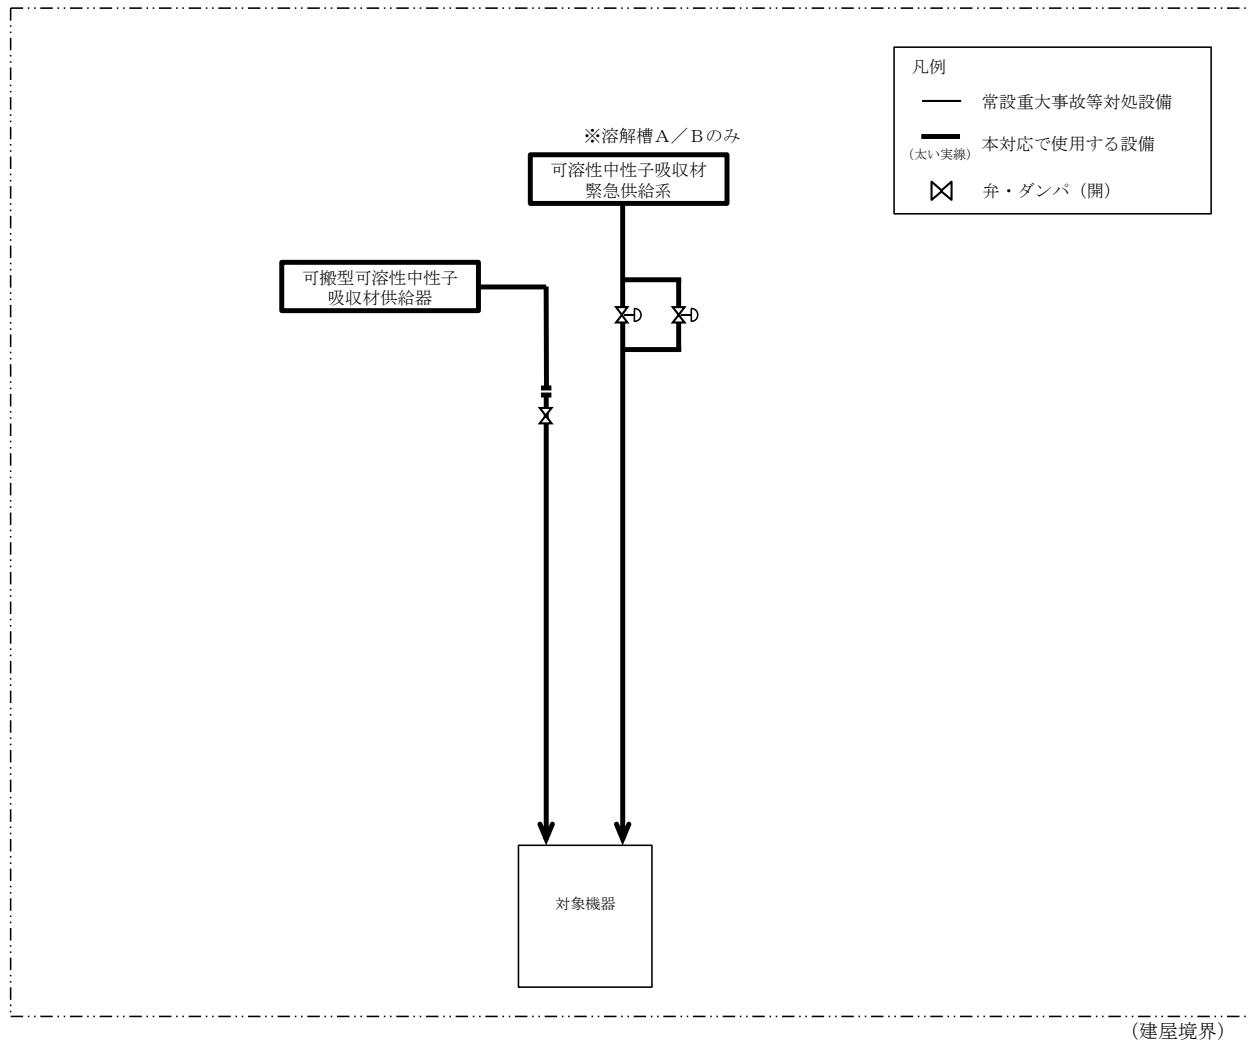 凡例
常設重大事故等対処設備
本対応で使用する設備
(太い実線)
弁・ダンパ（開）
※溶解槽Ａ／Ｂのみ
可溶性中性子吸収材
緊急供給系
可搬型可溶性中性子
吸収材供給器
対象機器
（建屋境界）